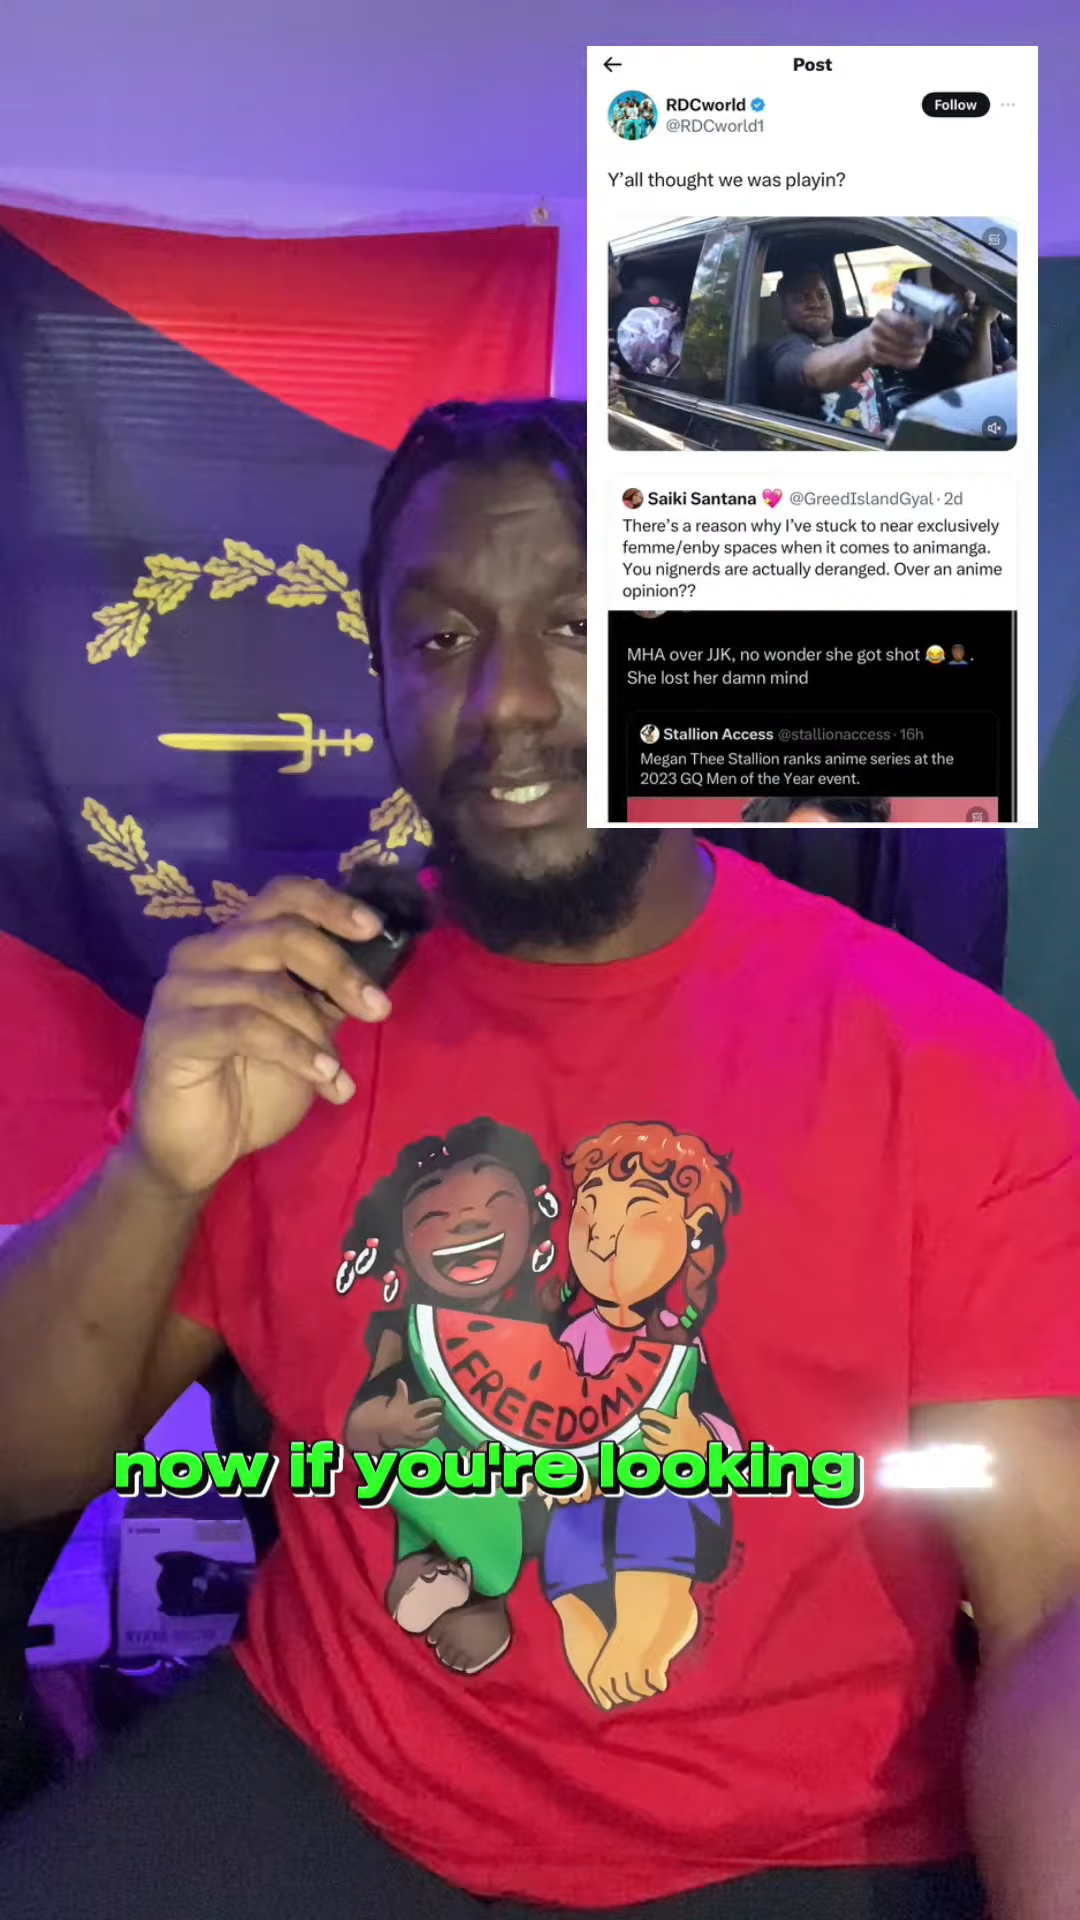 Post
RDCworld
@RDCworld1
Follow
Y'all thought we was playin?
Saiki Santana 💖 @GreedIslandGyal · 2d
There's a reason why I've stuck to near exclusively
femme/enby spaces when it comes to animanga.
You nignerds are actually deranged. Over an anime
opinion??
MHA over JJK, no wonder she got shot 😂🤦🏾‍♂️.
She lost her damn mind
Stallion Access @stallionaccess · 16h
Megan Thee Stallion ranks anime series at the
2023 GQ Men of the Year event.
FREEDOM
now if you're looking